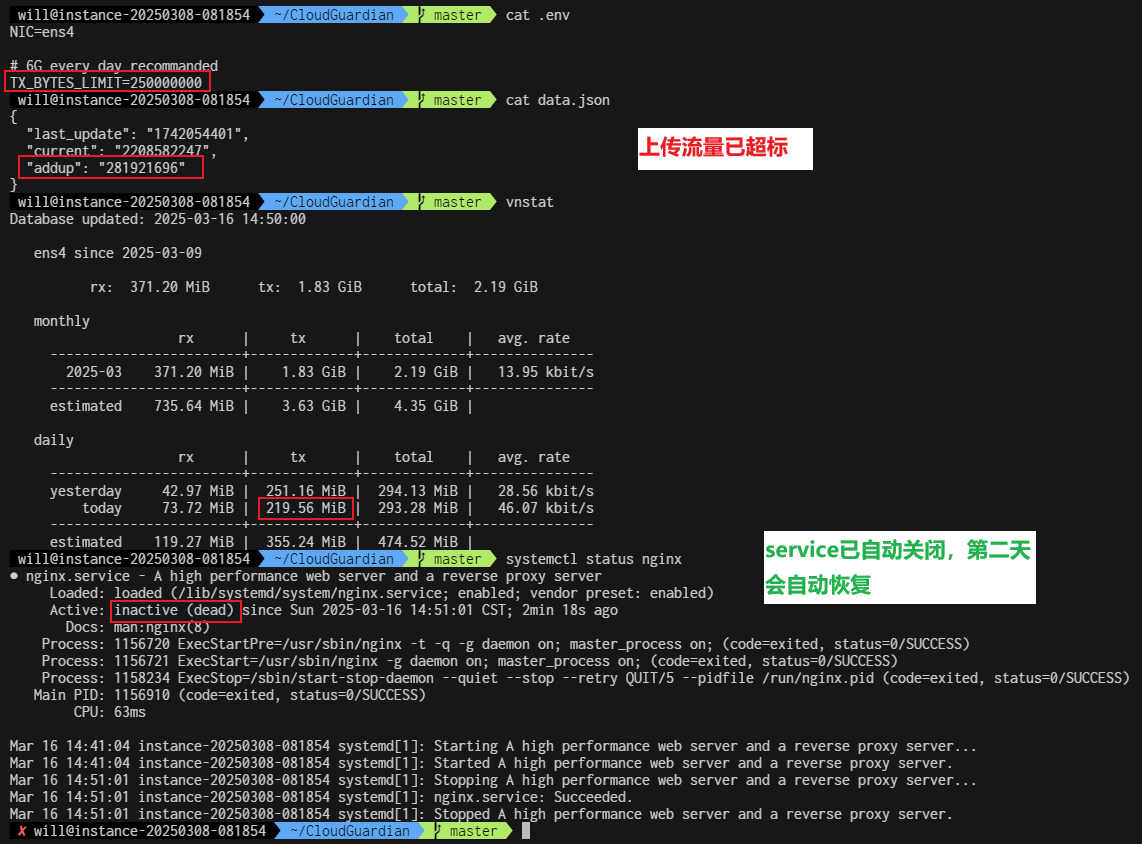 will@instance-20250308-081854 ~/CloudGuardian master cat .env
NIC=ens4
# 6G every day recommanded
TX_BYTES_LIMIT=250000000
will@instance-20250308-081854 ~/CloudGuardian master cat data.json
{
"last_update": "1742054401",
"current": "2208582247",
"addup": "281921696"
}
上传流量已超标
will@instance-20250308-081854 ~/CloudGuardian master vnstat
Database updated: 2025-03-16 14:50:00
ens4 since 2025-03-09
rx: 371.20 MiB tx: 1.83 GiB total: 2.19 GiB
monthly
rx | tx | total | avg. rate
------------------------+-------------+-------------+---------------
2025-03 371.20 MiB | 1.83 GiB | 2.19 GiB | 13.95 kbit/s
------------------------+-------------+-------------+---------------
estimated 735.64 MiB | 3.63 GiB | 4.35 GiB |
daily
rx | tx | total | avg. rate
------------------------+-------------+-------------+---------------
yesterday 42.97 MiB | 251.16 MiB | 294.13 MiB | 28.56 kbit/s
today 73.72 MiB | 219.56 MiB | 293.28 MiB | 46.07 kbit/s
------------------------+-------------+-------------+---------------
estimated 119.27 MiB | 355.24 MiB | 474.52 MiB |
will@instance-20250308-081854 ~/CloudGuardian master systemctl status nginx
service已自动关闭，第二天
会自动恢复
● nginx.service - A high performance web server and a reverse proxy server
Loaded: loaded (/lib/systemd/system/nginx.service; enabled; vendor preset: enabled)
Active: inactive (dead) since Sun 2025-03-16 14:51:01 CST; 2min 18s ago
Docs: man:nginx(8)
Process: 1156720 ExecStartPre=/usr/sbin/nginx -t -q -g daemon on; master_process on; (code=exited, status=0/SUCCESS)
Process: 1156721 ExecStart=/usr/sbin/nginx -g daemon on; master_process on; (code=exited, status=0/SUCCESS)
Process: 1158234 ExecStop=/sbin/start-stop-daemon --quiet --stop --retry QUIT/5 --pidfile /run/nginx.pid (code=exited, status=0/SUCCESS)
Main PID: 1156910 (code=exited, status=0/SUCCESS)
CPU: 63ms
Mar 16 14:41:04 instance-20250308-081854 systemd[1]: Starting A high performance web server and a reverse proxy server...
Mar 16 14:41:04 instance-20250308-081854 systemd[1]: Started A high performance web server and a reverse proxy server.
Mar 16 14:51:01 instance-20250308-081854 systemd[1]: Stopping A high performance web server and a reverse proxy server...
Mar 16 14:51:01 instance-20250308-081854 systemd[1]: nginx.service: Succeeded.
Mar 16 14:51:01 instance-20250308-081854 systemd[1]: Stopped A high performance web server and a reverse proxy server.
✘ will@instance-20250308-081854 ~/CloudGuardian master